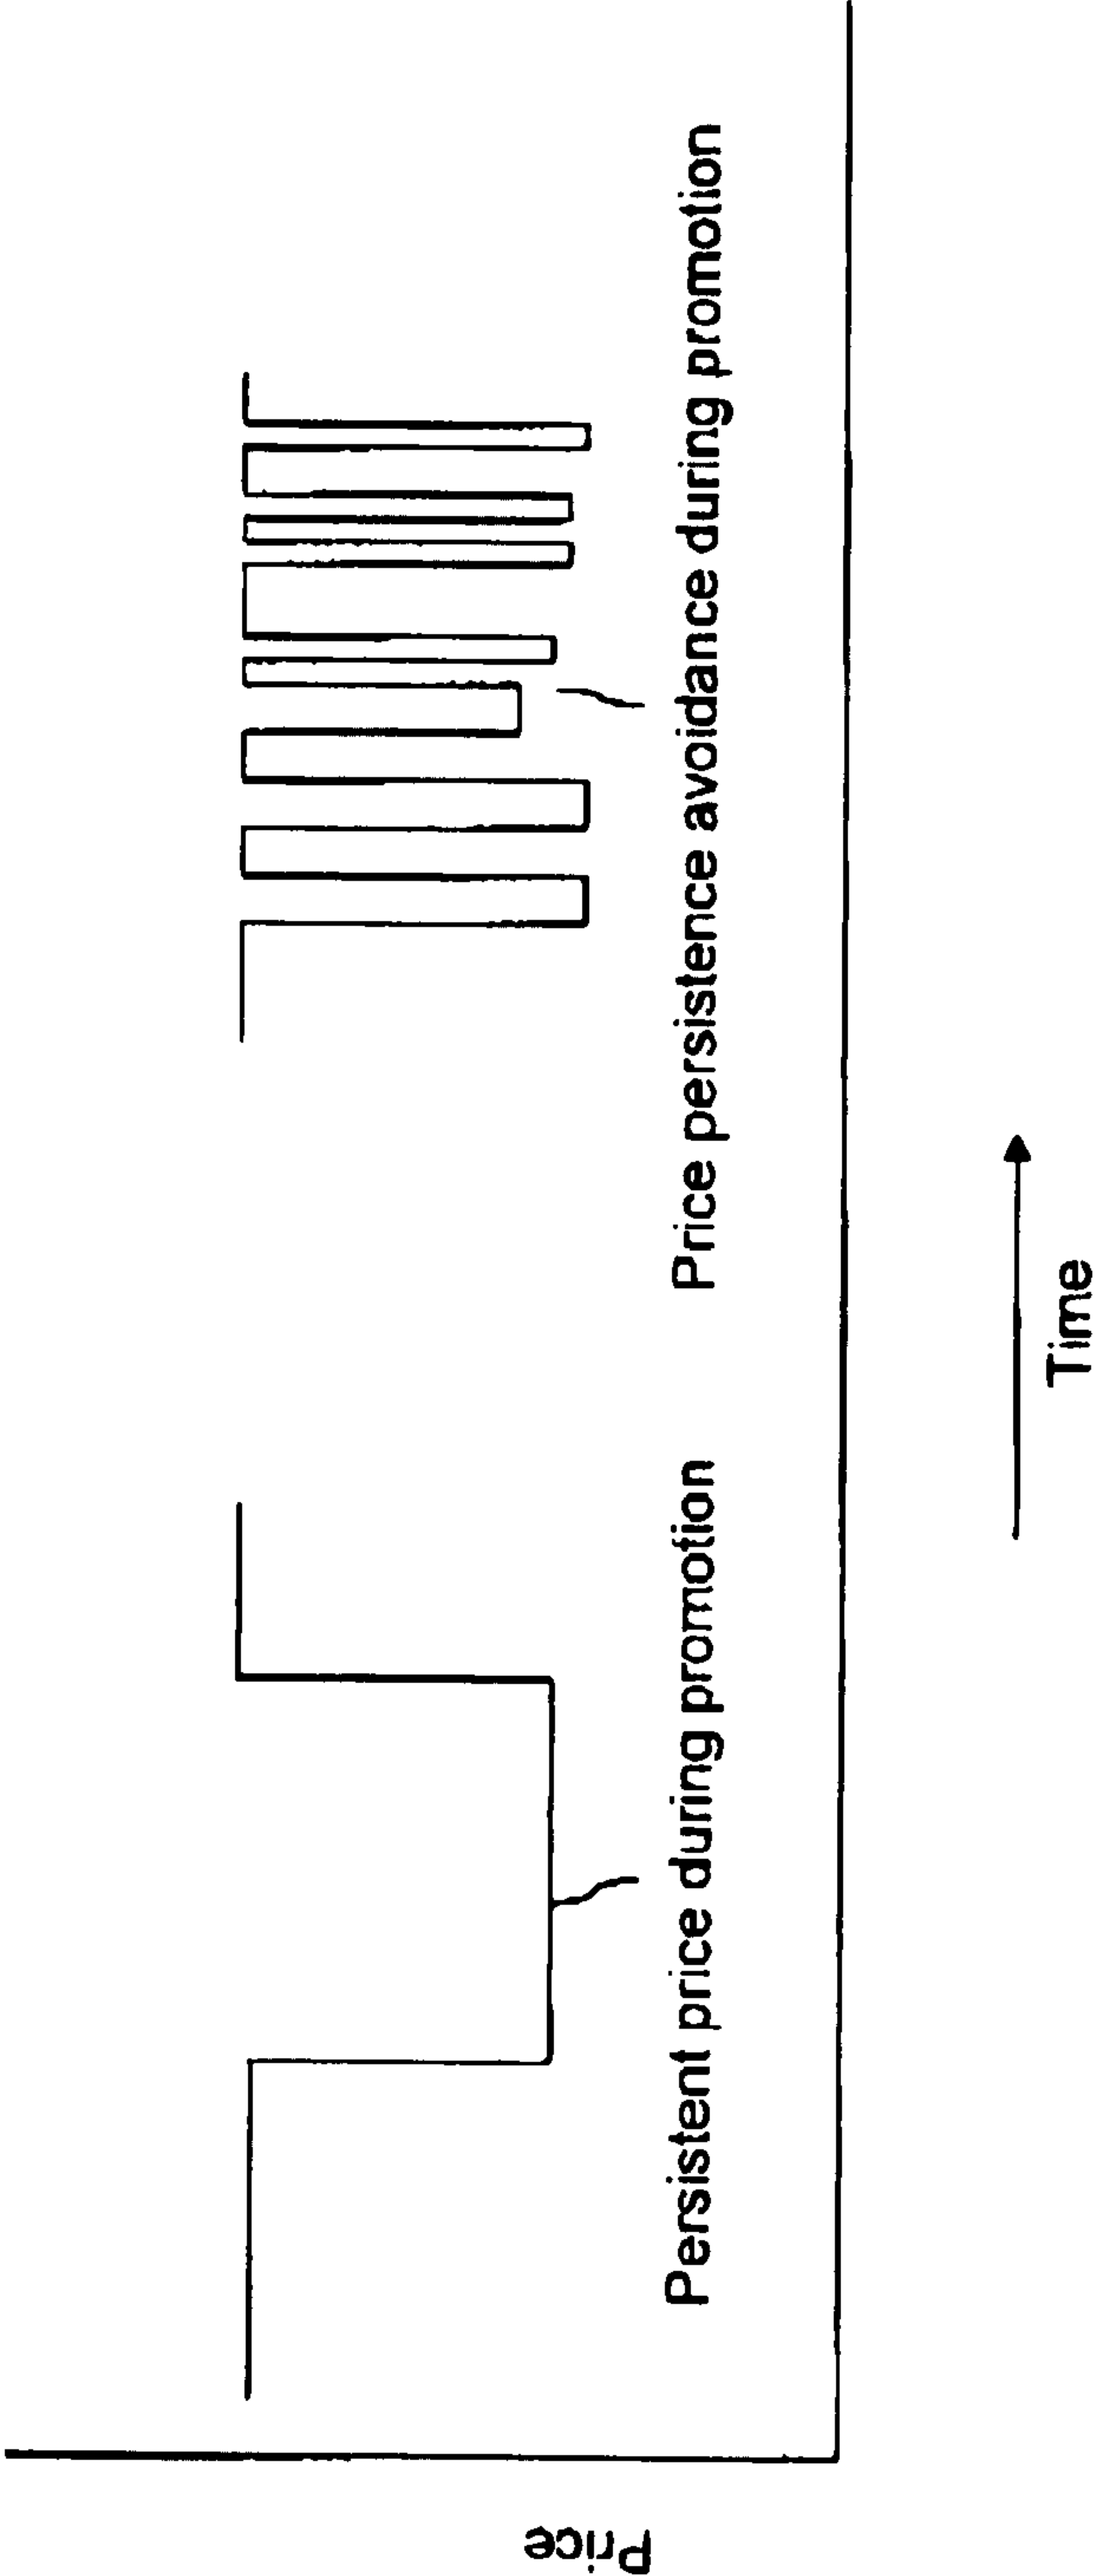 Price
Persistent price during promotion
Price persistence avoidance during promotion
Time